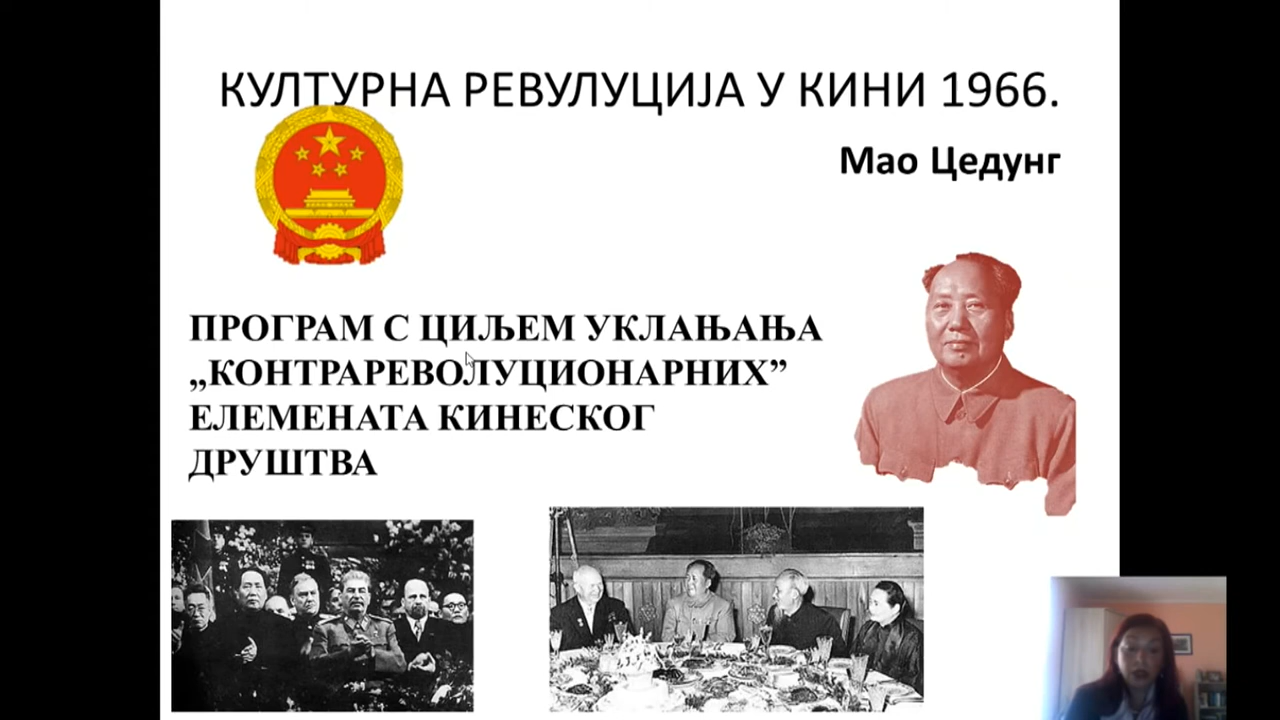 КУЛТУРНА РЕВУЛУЦИЈА У КИНИ 1966.
Мао Цедунг
ПРОГРАМ С ЦИЉЕМ УКЛАЊАЊА
„КОНТРАРЕВОЛУЦИОНАРНИХ”
ЕЛЕМЕНАТА КИНЕСКОГ
ДРУШТВА